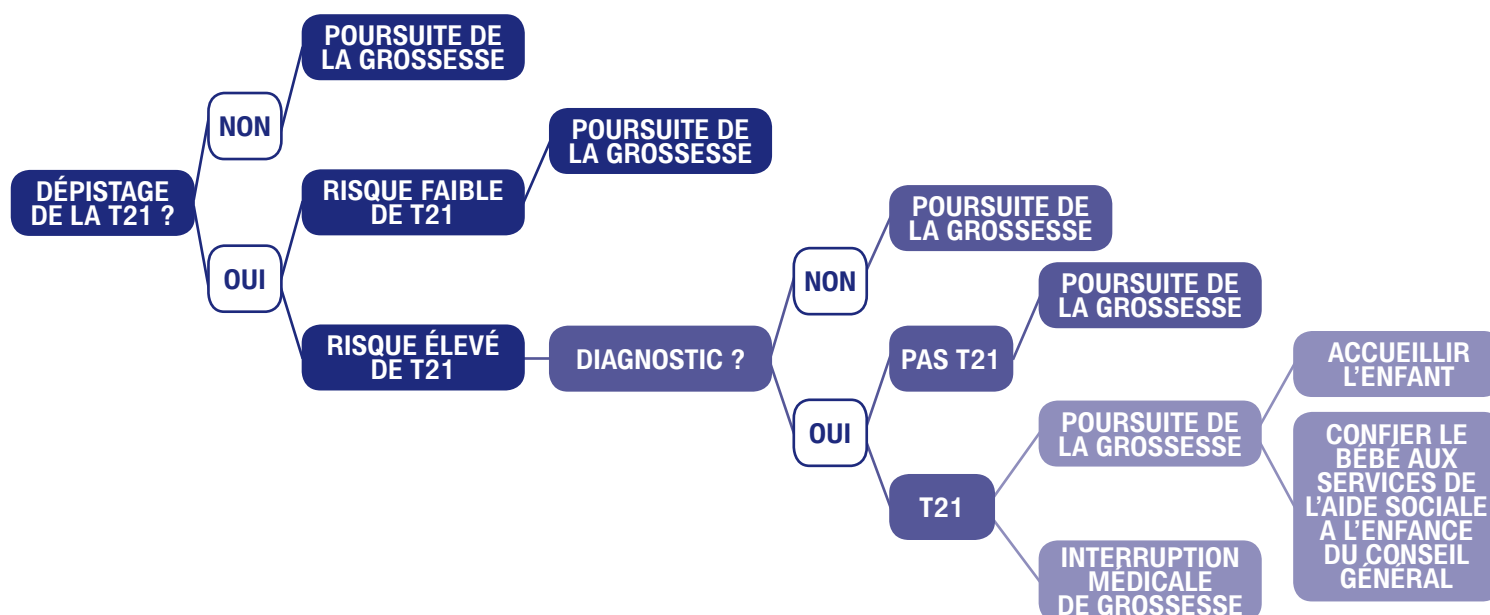 POURSUITE DE
LA GROSSESSE
NON
POURSUITE DE
LA GROSSESSE
DÉPISTAGE
DE LA T21 ?
RISQUE FAIBLE
DE T21
OUI
RISQUE ÉLEVÉ
DE T21
DIAGNOSTIC ?
POURSUITE DE
LA GROSSESSE
NON
POURSUITE DE
LA GROSSESSE
PAS T21
OUI
ACCUEILLIR
L'ENFANT
POURSUITE DE
LA GROSSESSE
CONFIER LE
BÉBÉ AUX
SERVICES DE
L'AIDE SOCIALE
A L'ENFANCE
DU CONSEIL
GÉNÉRAL
T21
INTERRUPTION
MÉDICALE
DE GROSSESSE